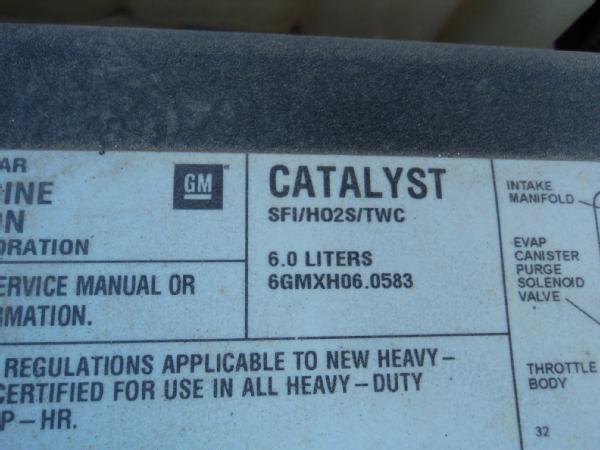 AR
GINE
ON
ORATION
GM
CATALYST
SFI/HO2S/TWC
6.0 LITERS
6GMXH06.0583
ERVICE MANUAL OR
RMATION.
REGULATIONS APPLICABLE TO NEW HEAVY-
CERTIFIED FOR USE IN ALL HEAVY-DUTY
P-HR.
INTAKE
MANIFOLD
EVAP
CANISTER
PURGE
SOLENOID
VALVE
THROTTLE
BODY
32